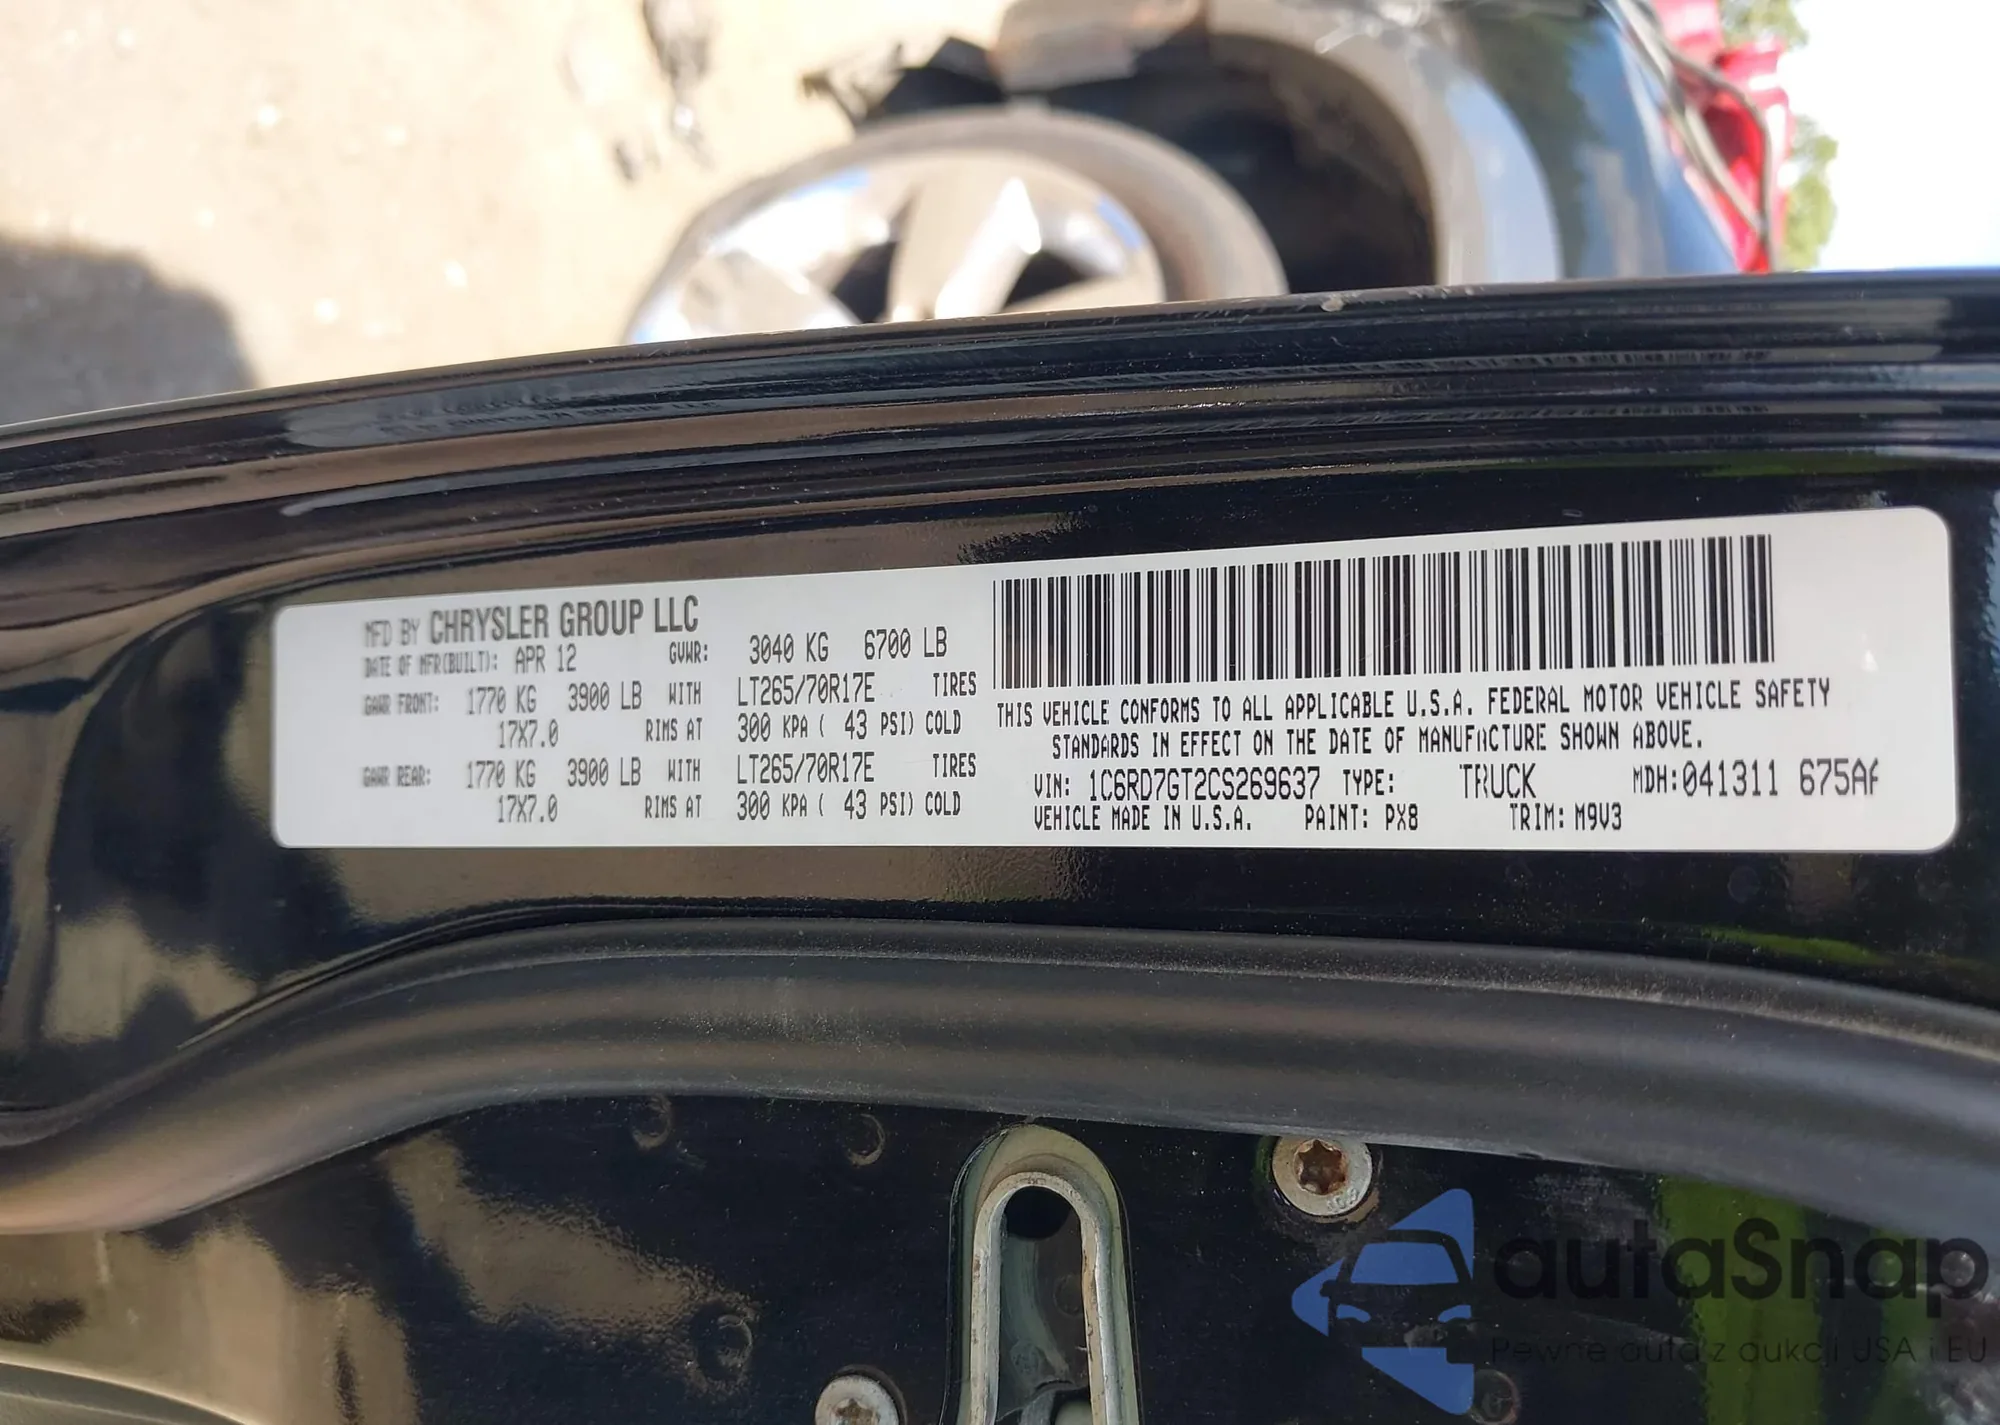 MFD BY CHRYSLER GROUP LLC
DATE OF MFR(BUILT): APR 12 GVWR: 3040 KG 6700 LB
GAWR FRONT: 1770 KG 3900 LB WITH LT265/70R17E TIRES
17X7.0 RIMS AT 300 KPA ( 43 PSI) COLD
GAWR REAR: 1770 KG 3900 LB WITH LT265/70R17E TIRES
17X7.0 RIMS AT 300 KPA ( 43 PSI) COLD
THIS VEHICLE CONFORMS TO ALL APPLICABLE U.S.A. FEDERAL MOTOR VEHICLE SAFETY
STANDARDS IN EFFECT ON THE DATE OF MANUFACTURE SHOWN ABOVE.
VIN: 1C6RD7GT2CS269637 TYPE: TRUCK MDH:041311 675AA
VEHICLE MADE IN U.S.A. PAINT: PX8 TRIM: M9V3
autaSnap
Pewne auta z aukcji USA i EU